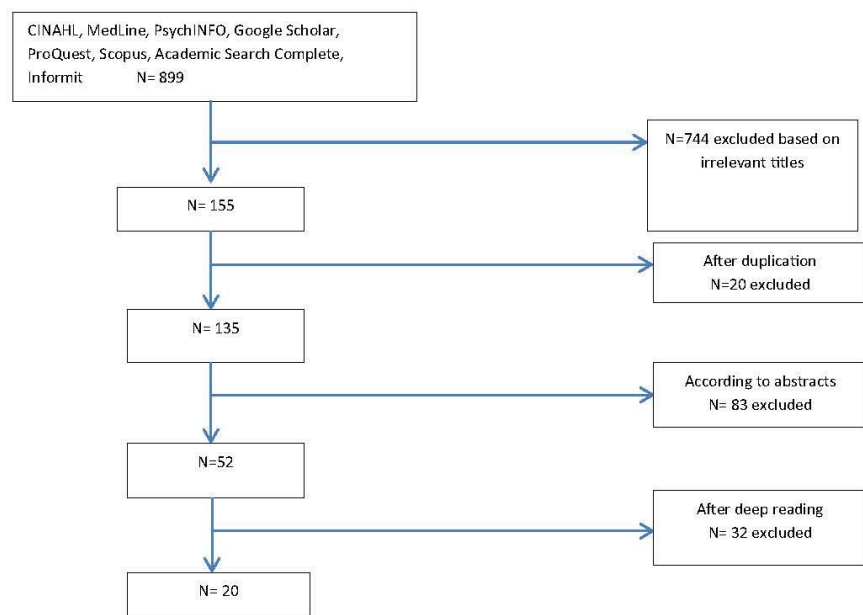 CINAHL, MedLine, PsychINFO, Google Scholar,
ProQuest, Scopus, Academic Search Complete,
Informit N= 899
N=744 excluded based on
irrelevant titles
N= 155
After duplication
N=20 excluded
N= 135
According to abstracts
N= 83 excluded
N=52
After deep reading
N= 32 excluded
N= 20